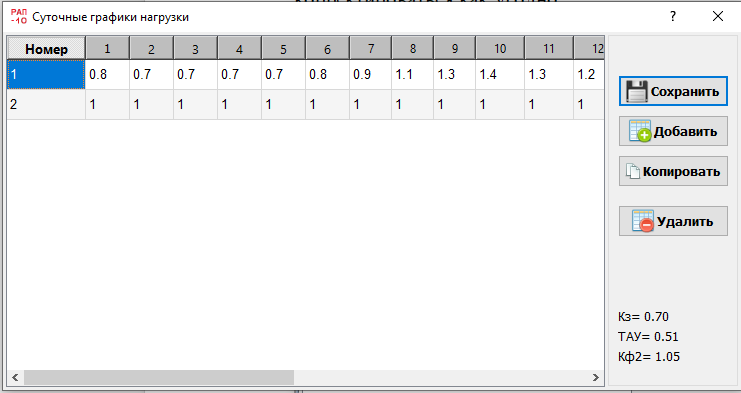 РАП
-10
Суточные графики нагрузки
?
Номер 1 2 3 4 5 6 7 8 9 10 11 12
1 0.8 0.7 0.7 0.7 0.7 0.8 0.9 1.1 1.3 1.4 1.3 1.2
2 1 1 1 1 1 1 1 1 1 1 1 1
Сохранить
Добавить
Копировать
Удалить
Кз= 0.70
ТАУ= 0.51
Кф2= 1.05